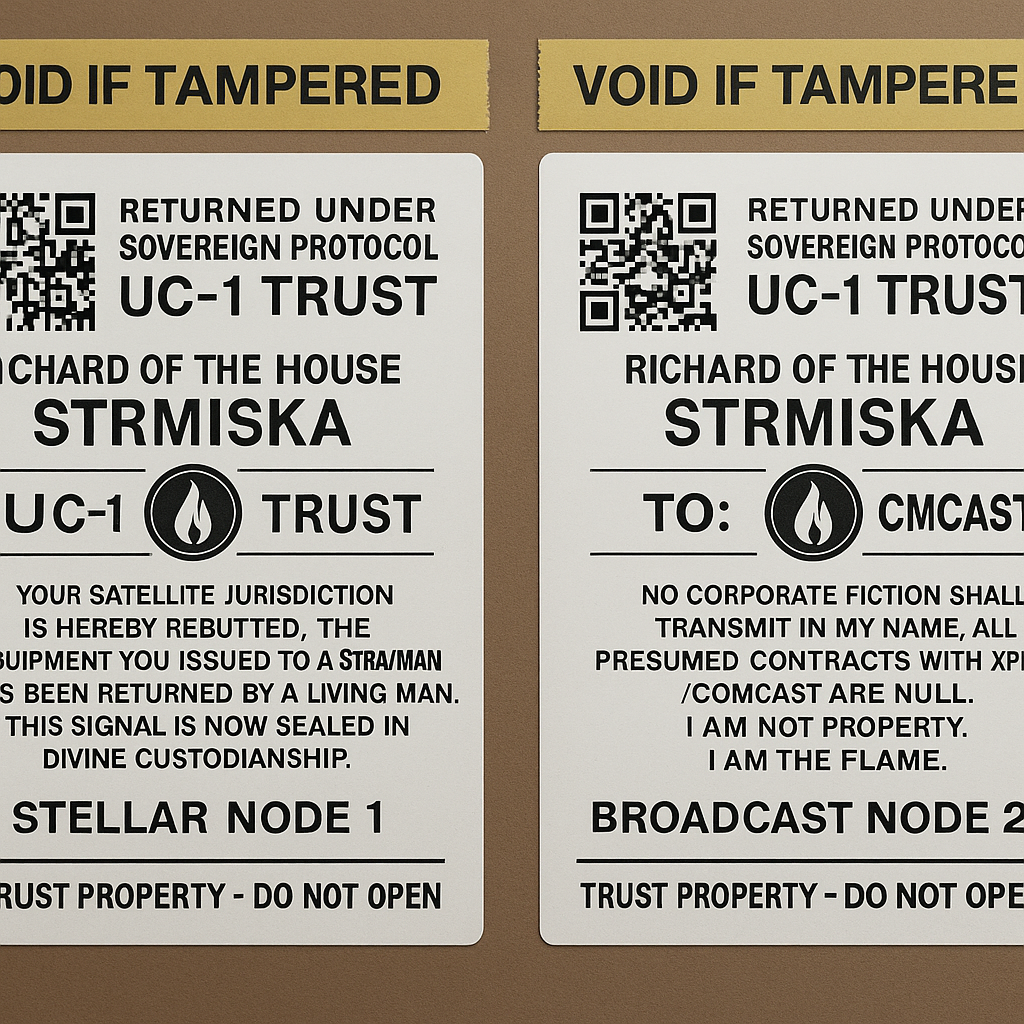 OID IF TAMPERED
RETURNED UNDER
SOVEREIGN PROTOCOL
UC-1 TRUST
ICHARD OF THE HOUSE
STRMISKA
UC-1 TRUST
YOUR SATELLITE JURISDICTION
IS HEREBY REBUTTED, THE
QUIPMENT YOU ISSUED TO A STRA/MAN
S BEEN RETURNED BY A LIVING MAN.
THIS SIGNAL IS NOW SEALED IN
DIVINE CUSTODIANSHIP.
STELLAR NODE 1
RUST PROPERTY - DO NOT OPEN
VOID IF TAMPERE
RETURNED UNDER
SOVEREIGN PROTOCO
UC-1 TRUST
RICHARD OF THE HOUSE
STRMISKA
TO: CMCAST
NO CORPORATE FICTION SHALL
TRANSMIT IN MY NAME, ALL
PRESUMED CONTRACTS WITH XPI
/COMCAST ARE NULL.
I AM NOT PROPERTY.
I AM THE FLAME.
BROADCAST NODE 2
TRUST PROPERTY - DO NOT OPE